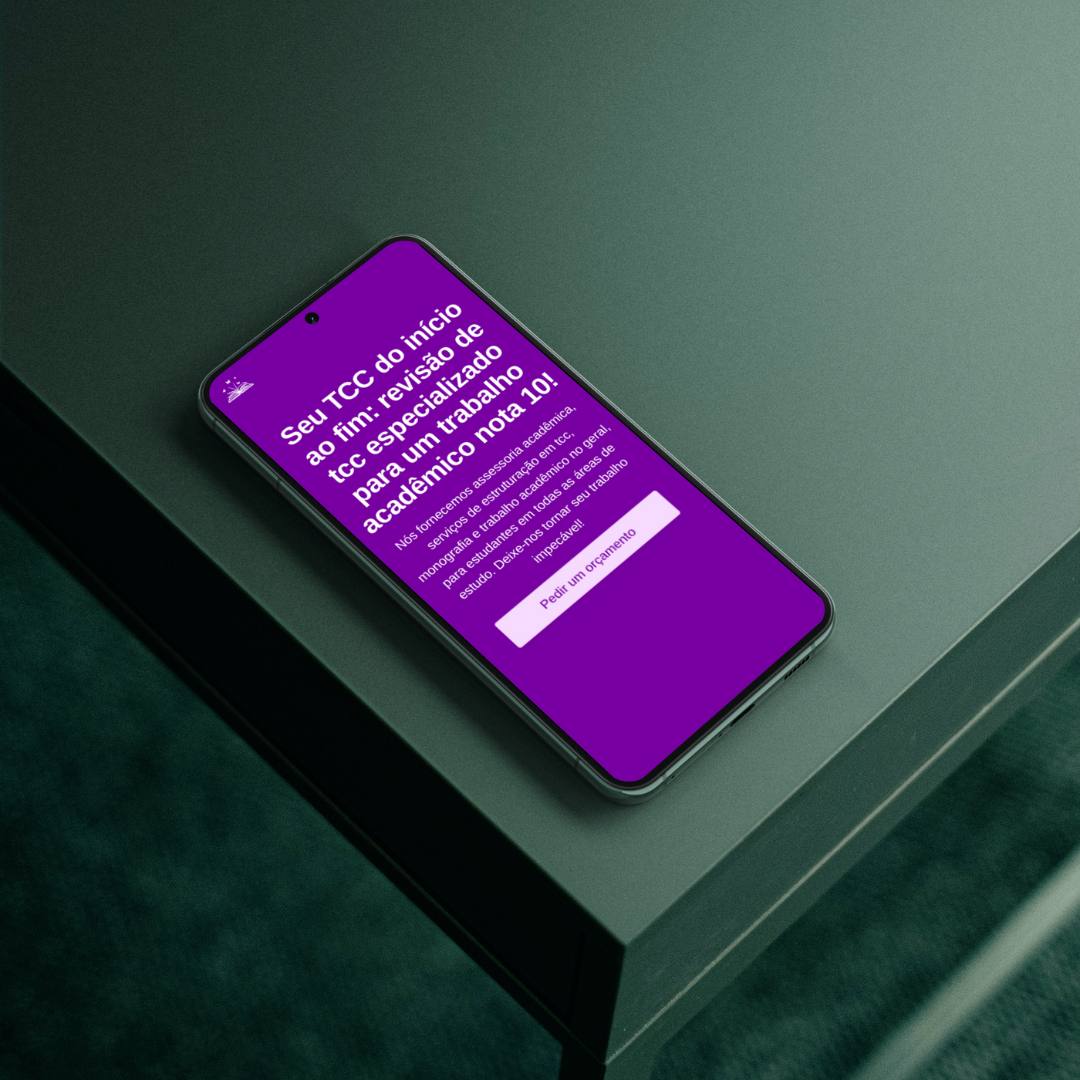 Seu TCC do início
ao fim: revisão de
tcc especializado
para um trabalho
acadêmico nota 10!
Nós fornecemos assessoria acadêmica,
serviços de estruturação em tcc,
monografia e trabalho acadêmico no geral,
para estudantes em todas as áreas de
estudo. Deixe-nos tornar seu trabalho
impecável!
Pedir um orçamento